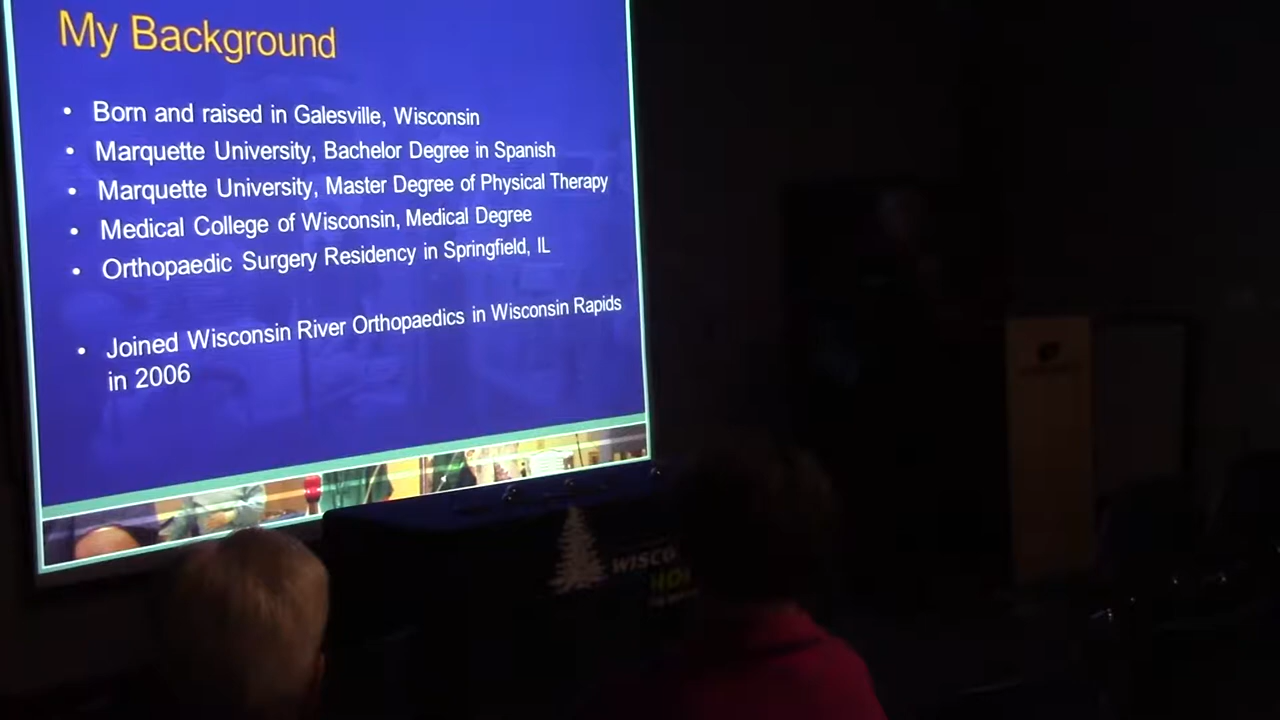 My Background
• Born and raised in Galesville, Wisconsin
• Marquette University, Bachelor Degree in Spanish
• Marquette University, Master Degree of Physical Therapy
• Medical College of Wisconsin, Medical Degree
• Orthopaedic Surgery Residency in Springfield, IL
• Joined Wisconsin River Orthopaedics in Wisconsin Rapids
in 2006
WISCO